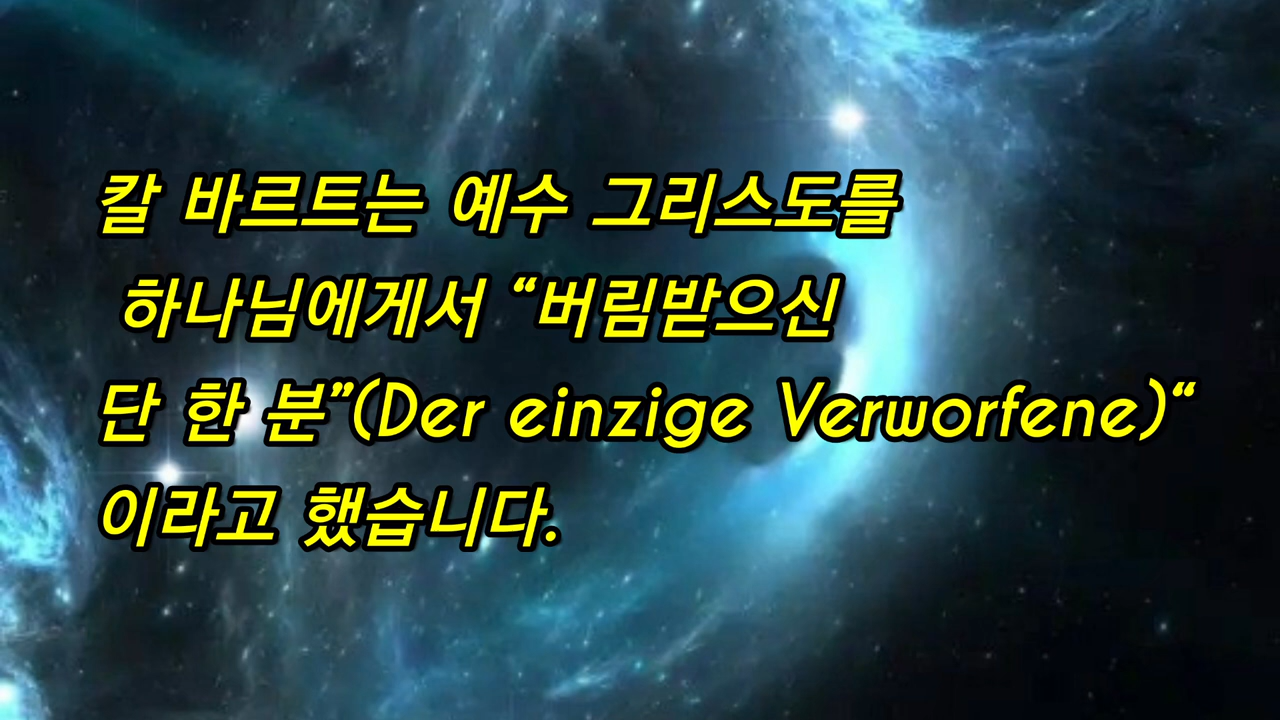 칼 바르트는 예수 그리스도를
하나님에게서 “버림받으신
단 한 분”(Der einzige Verworfene)“
이라고 했습니다.